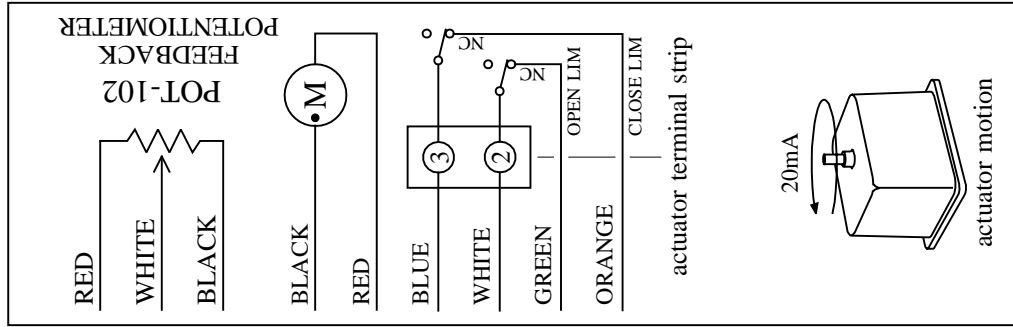 POT-102
FEEDBACK
POTENTIOMETER
RED
WHITE
BLACK
M
BLACK
RED
NC
NC
3
2
OPEN LIM
CLOSE LIM
BLUE
WHITE
GREEN
ORANGE
actuator terminal strip
20mA
actuator motion